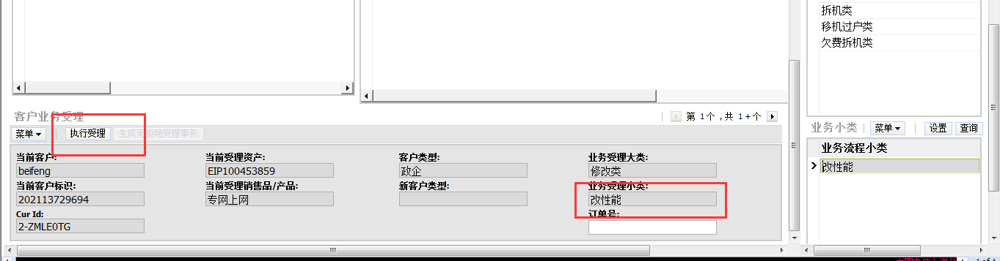 拆机类
移机过户类
欠费拆机类
客户业务受理
第 1个 , 共 1+个
菜单
执行受理
生成无拒绝受理事务
业务小类
菜单
设置
查询
业务流程小类
改性能
当前客户:
当前受理资产:
客户类型:
业务受理大类:
beifeng
EIP100453859
政企
修改类
当前客户标识:
当前受理销售品/产品:
新客户类型:
业务受理小类:
202113729694
专网上网
改性能
Cur Id:
订单号:
2-ZMLE0TG
1 of 1